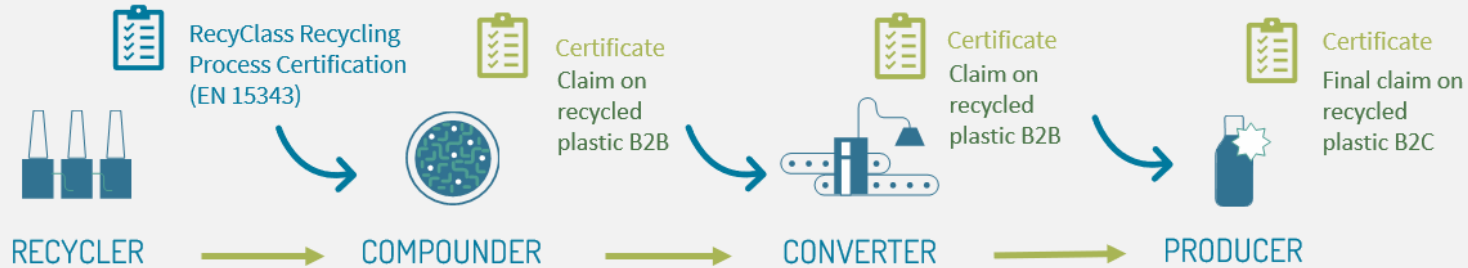 RecyClass Recycling
Process Certification
(EN 15343)
Certificate
Claim on
recycled
plastic B2B
Certificate
Claim on
recycled
plastic B2B
Certificate
Final claim on
recycled
plastic B2C
RECYCLER
COMPOUNDER
CONVERTER
PRODUCER